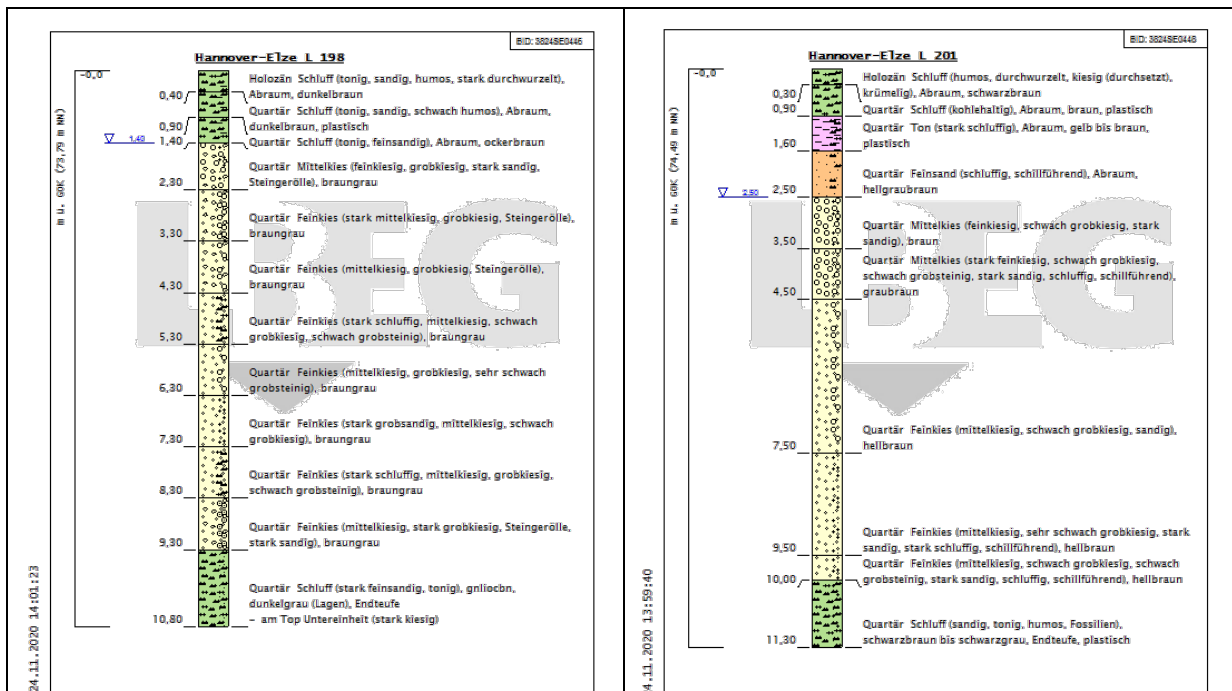 BID: 3824SE0446
Hannover-Elze L 198
m ü. GOK (73,79 m NN)
-0,0
Holozän Schluff (tonig, sandig, humos, stark durchwurzelt),
Abraum, dunkelbraun
0,40
Quartär Schluff (tonig, sandig, schwach humos), Abraum,
dunkelbraun, plastisch
0,90
1,40
1,40
Quartär Schluff (tonig, feinsandig), Abraum, ockerbraun
Quartär Mittelkies (feinkiesig, grobkiesig, stark sandig,
Steingerölle), braungrau
2,30
Quartär Feinkies (stark mittelkiesig, grobkiesig, Steingerölle),
braungrau
3,30
Quartär Feinkies (mittelkiesig, grobkiesig, Steingerölle),
braungrau
4,30
Quartär Feinkies (stark schluffig, mittelkiesig, schwach
grobkiesig, schwach grobsteinig), braungrau
5,30
Quartär Feinkies (mittelkiesig, grobkiesig, sehr schwach
grobsteinig), braungrau
6,30
Quartär Feinkies (stark grobsandig, mittelkiesig, schwach
grobkiesig), braungrau
7,30
Quartär Feinkies (stark schluffig, mittelkiesig, grobkiesig,
schwach grobsteinig), braungrau
8,30
Quartär Feinkies (mittelkiesig, stark grobkiesig, Steingerölle,
stark sandig), braungrau
9,30
Quartär Schluff (stark feinsandig, tonig), gnliocbn,
dunkelgrau (Lagen), Endteufe
- am Top Untereinheit (stark kiesig)
10,80
24.11.2020 14:01:23
LBEG
BID: 3824SE0448
Hannover-Elze L 201
m ü. GOK (74,49 m NN)
-0,0
Holozän Schluff (humos, durchwurzelt, kiesig (durchsetzt),
krümelig), Abraum, schwarzbraun
0,30
Quartär Schluff (kohlehaltig), Abraum, braun, plastisch
0,90
Quartär Ton (stark schluffig), Abraum, gelb bis braun,
plastisch
1,60
Quartär Feinsand (schluffig, schillführend), Abraum,
hellgraubraun
2,50
2,50
Quartär Mittelkies (feinkiesig, schwach grobkiesig, stark
sandig), braun
3,50
Quartär Mittelkies (stark feinkiesig, schwach grobkiesig,
schwach grobsteinig, stark sandig, schluffig, schillführend),
graubraun
4,50
Quartär Feinkies (mittelkiesig, schwach grobkiesig, sandig),
hellbraun
7,50
Quartär Feinkies (mittelkiesig, sehr schwach grobkiesig, stark
sandig, stark schluffig, schillführend), hellbraun
9,50
Quartär Feinkies (mittelkiesig, schwach grobkiesig, schwach
grobsteinig, stark sandig, schluffig, schillführend), hellbraun
10,00
Quartär Schluff (sandig, tonig, humos, Fossilien),
schwarzbraun bis schwarzgrau, Endteufe, plastisch
11,30
4.11.2020 13:59:40
LBEG